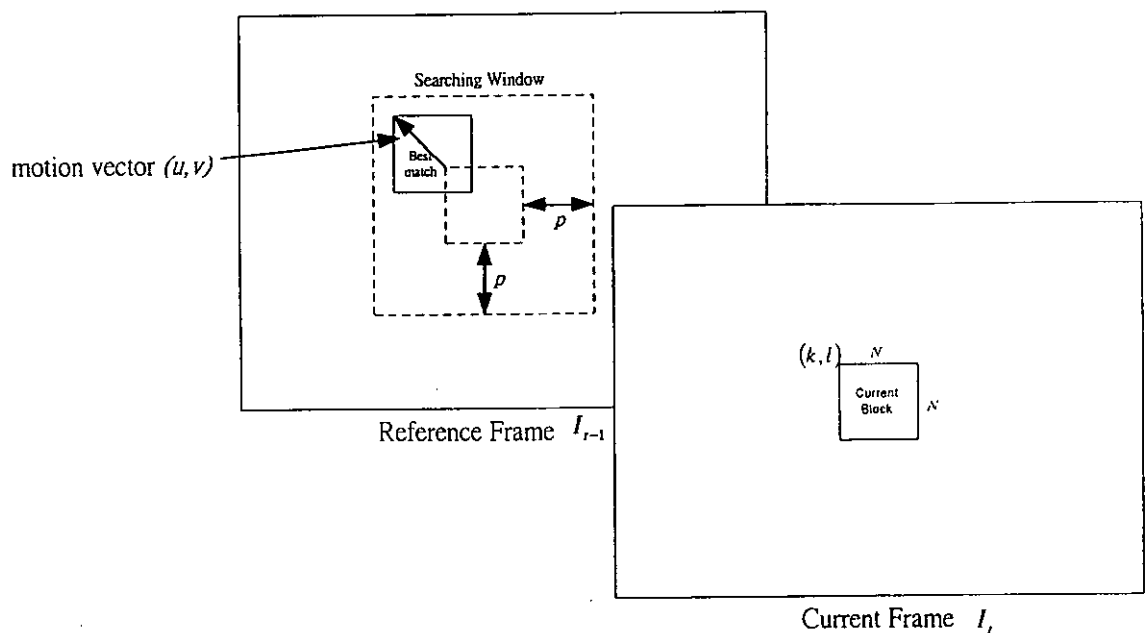 Searching Window
motion vector (u,v)
Best
match
p
p
Reference Frame I_{t-1}
(k,l)
N
Current
Block
N
Current Frame I_t